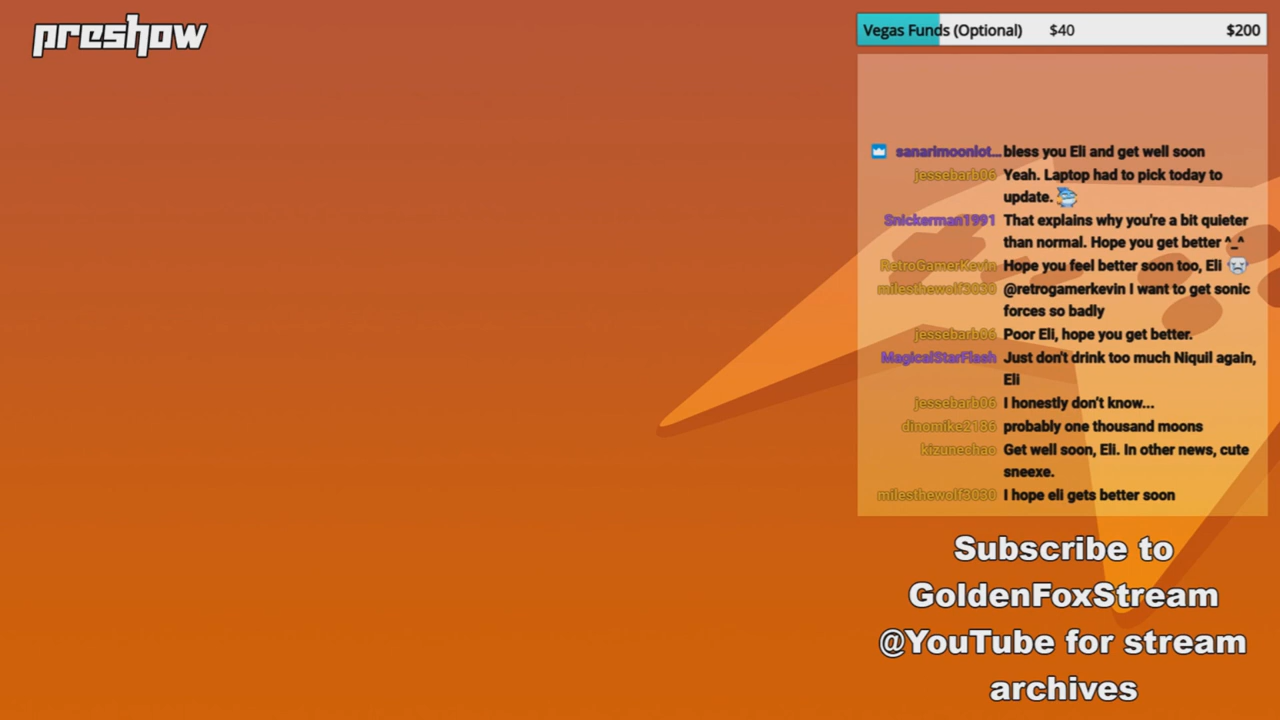 preshow
Vegas Funds (Optional) $40 $200
sanarimoonlot... bless you Eli and get well soon
jessebarb06 Yeah. Laptop had to pick today to
update.
Snickerman1991 That explains why you're a bit quieter
than normal. Hope you get better ^_^
RetroGamerKevin Hope you feel better soon too, Eli
milesthewolf3030 @retrogamerkevin I want to get sonic
forces so badly
jessebarb06 Poor Eli, hope you get better.
MagicalStarFlash Just don't drink too much Niquil again,
Eli
jessebarb06 I honestly don't know...
dinomike2186 probably one thousand moons
kizunechao Get well soon, Eli. In other news, cute
sneexe.
milesthewolf3030 I hope eli gets better soon
Subscribe to
GoldenFoxStream
@YouTube for stream
archives